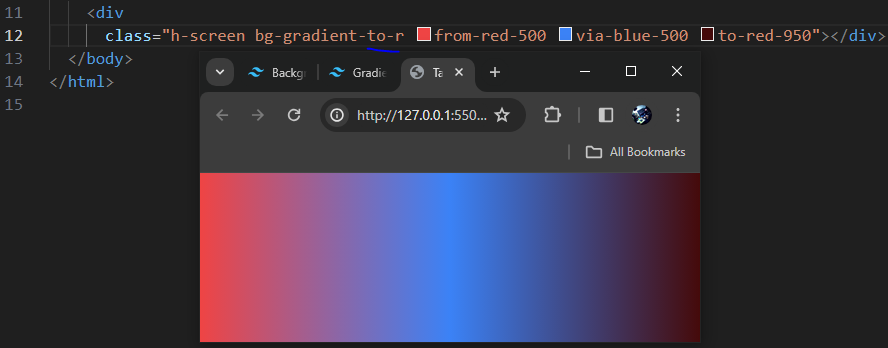 11 <div
12 class="h-screen bg-gradient-to-r from-red-500 via-blue-500 to-red-950"></div>
13 </body>
14 </html>
15
Backg Gradie Ta
http://127.0.0.1:550...
All Bookmarks